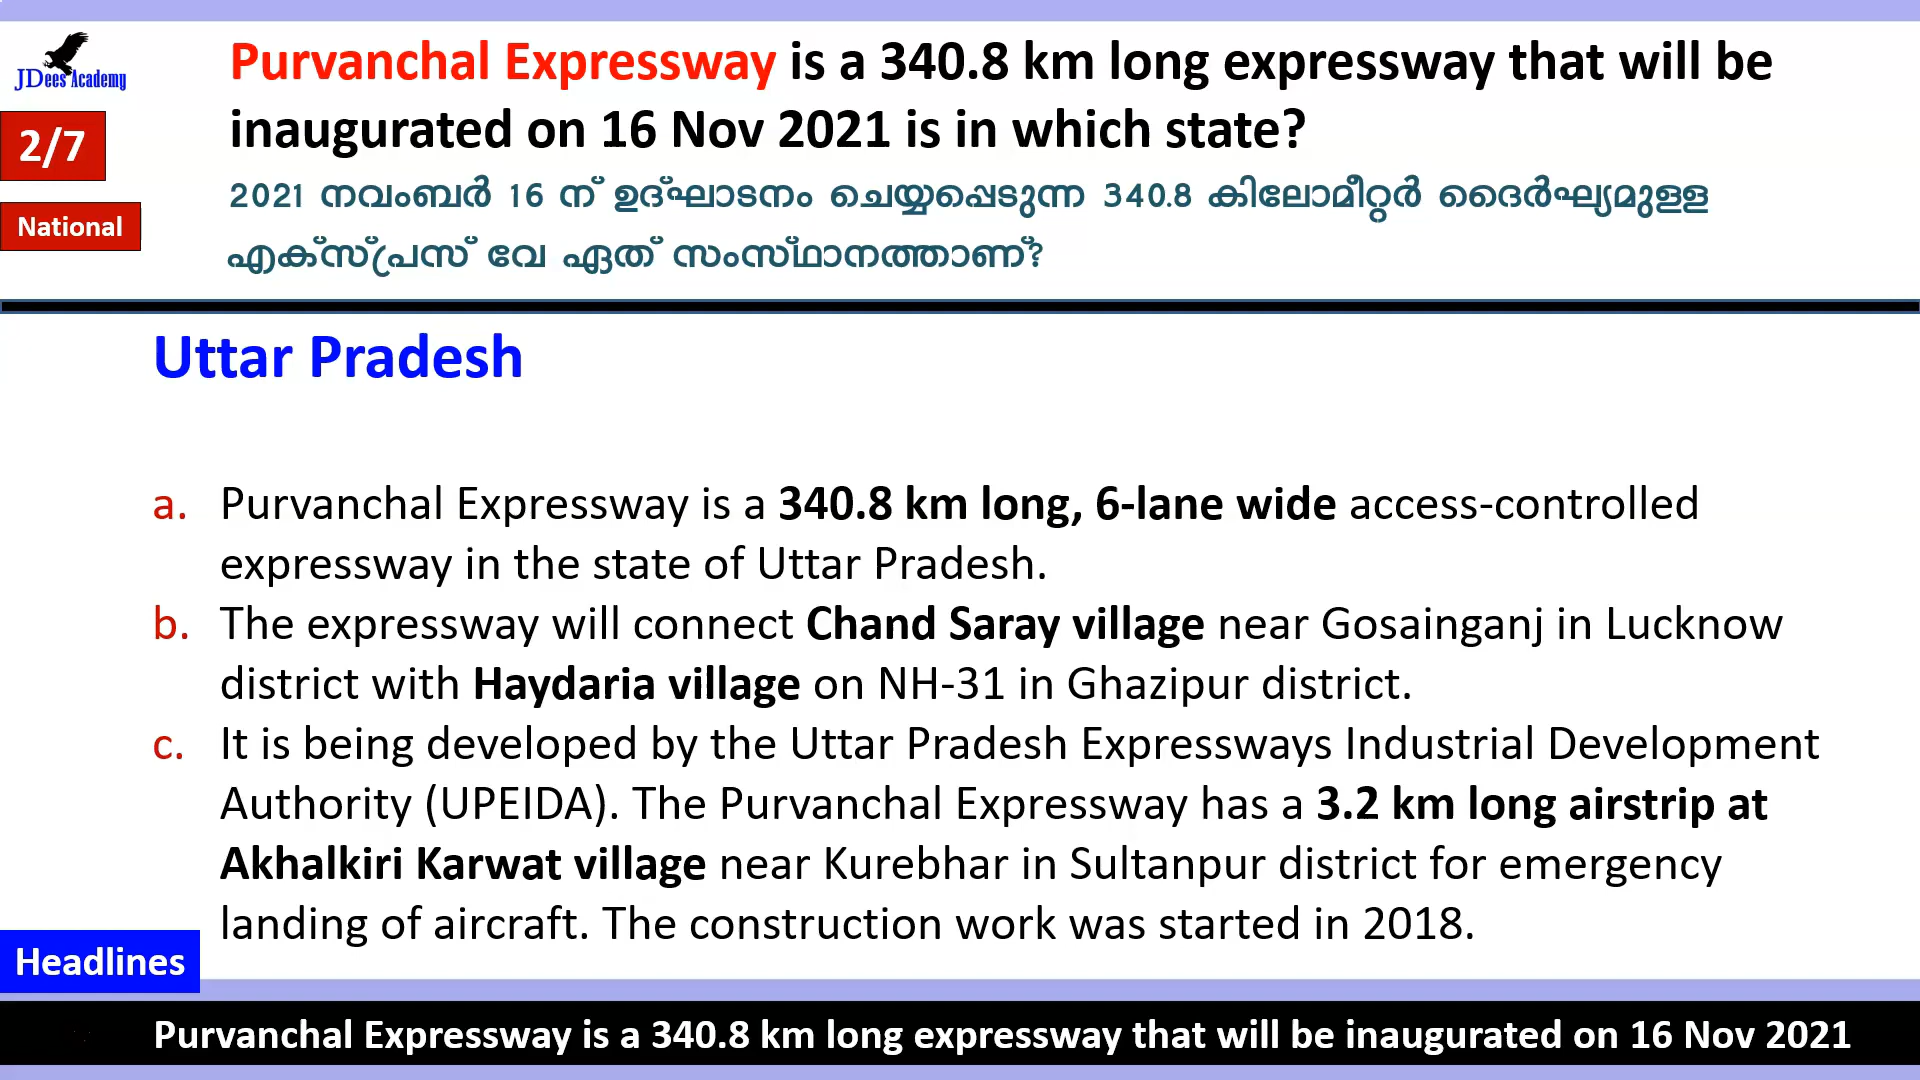 JDees Academy
Purvanchal Expressway is a 340.8 km long expressway that will be
inaugurated on 16 Nov 2021 is in which state?
2/7
2021 നവംബർ 16 ന് ഉദ്ഘാടനം ചെയ്യപ്പെടുന്ന 340.8 കിലോമീറ്റർ ദൈർഘ്യമുള്ള
National
എക്സ്പ്രസ് വേ ഏത് സംസ്ഥാനത്താണ്?
Uttar Pradesh
a. Purvanchal Expressway is a 340.8 km long, 6-lane wide access-controlled
expressway in the state of Uttar Pradesh.
b. The expressway will connect Chand Saray village near Gosainganj in Lucknow
district with Haydaria village on NH-31 in Ghazipur district.
c. It is being developed by the Uttar Pradesh Expressways Industrial Development
Authority (UPEIDA). The Purvanchal Expressway has a 3.2 km long airstrip at
Akhalkiri Karwat village near Kurebhar in Sultanpur district for emergency
landing of aircraft. The construction work was started in 2018.
Headlines
Purvanchal Expressway is a 340.8 km long expressway that will be inaugurated on 16 Nov 2021